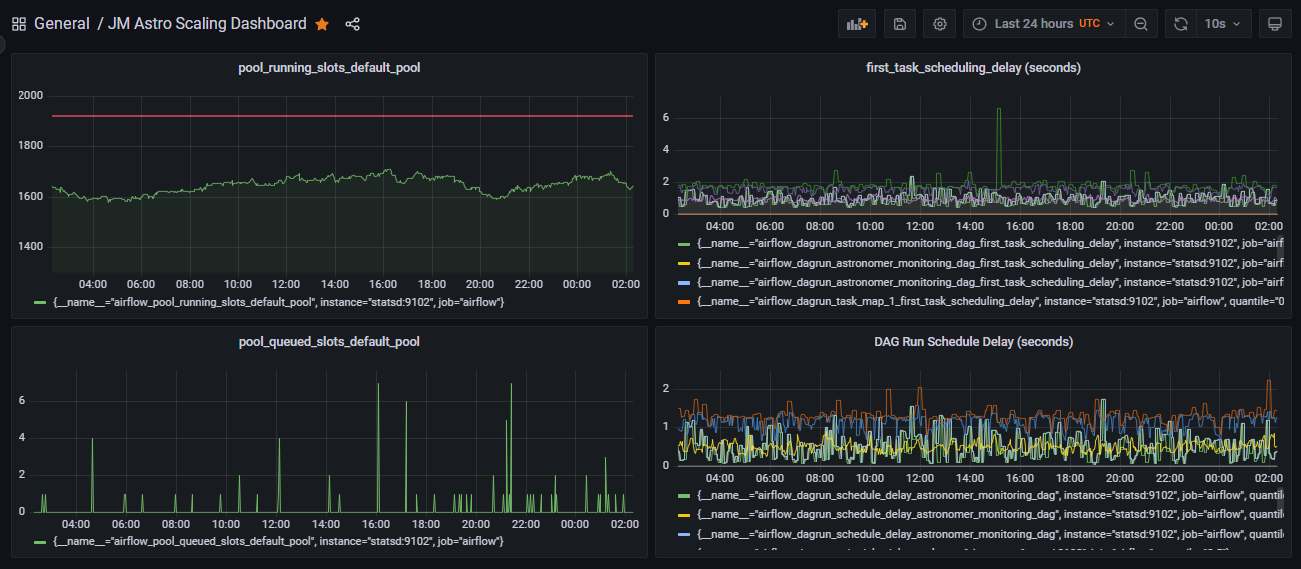 General / JM Astro Scaling Dashboard
Last 24 hours UTC
10s
pool_running_slots_default_pool
2000
1800
1600
1400
04:00 06:00 08:00 10:00 12:00 14:00 16:00 18:00 20:00 22:00 00:00 02:00
{__name__="airflow_pool_running_slots_default_pool", instance="statsd:9102", job="airflow"}
first_task_scheduling_delay (seconds)
6
4
2
0
04:00 06:00 08:00 10:00 12:00 14:00 16:00 18:00 20:00 22:00 00:00 02:00
{__name__="airflow_dagrun_astronomer_monitoring_dag_first_task_scheduling_delay", instance="statsd:9102", job="airf
{__name__="airflow_dagrun_astronomer_monitoring_dag_first_task_scheduling_delay", instance="statsd:9102", job="airf
{__name__="airflow_dagrun_astronomer_monitoring_dag_first_task_scheduling_delay", instance="statsd:9102", job="airf
{__name__="airflow_dagrun_task_map_1_first_task_scheduling_delay", instance="statsd:9102", job="airflow", quantile="0
pool_queued_slots_default_pool
6
4
2
0
04:00 06:00 08:00 10:00 12:00 14:00 16:00 18:00 20:00 22:00 00:00 02:00
{__name__="airflow_pool_queued_slots_default_pool", instance="statsd:9102", job="airflow"}
DAG Run Schedule Delay (seconds)
2
1
0
04:00 06:00 08:00 10:00 12:00 14:00 16:00 18:00 20:00 22:00 00:00 02:00
{__name__="airflow_dagrun_schedule_delay_astronomer_monitoring_dag", instance="statsd:9102", job="airflow", quantil
{__name__="airflow_dagrun_schedule_delay_astronomer_monitoring_dag", instance="statsd:9102", job="airflow", quantil
{__name__="airflow_dagrun_schedule_delay_astronomer_monitoring_dag", instance="statsd:9102", job="airflow", quantil